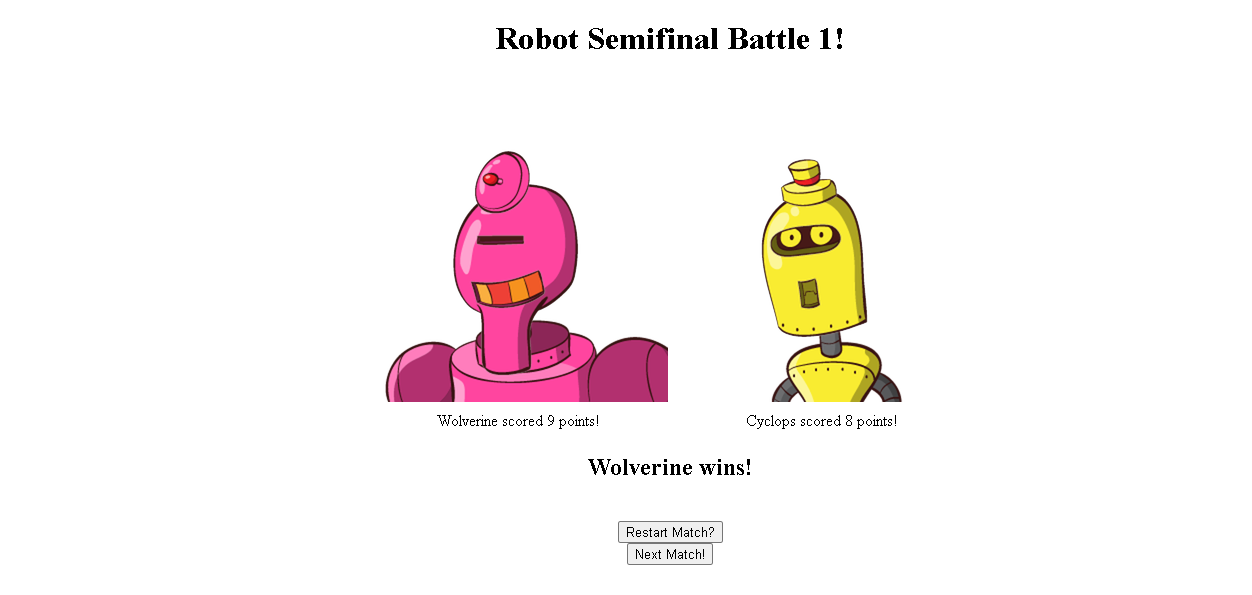 Robot Semifinal Battle 1!
Wolverine scored 9 points!
Cyclops scored 8 points!
Wolverine wins!
Restart Match?
Next Match!